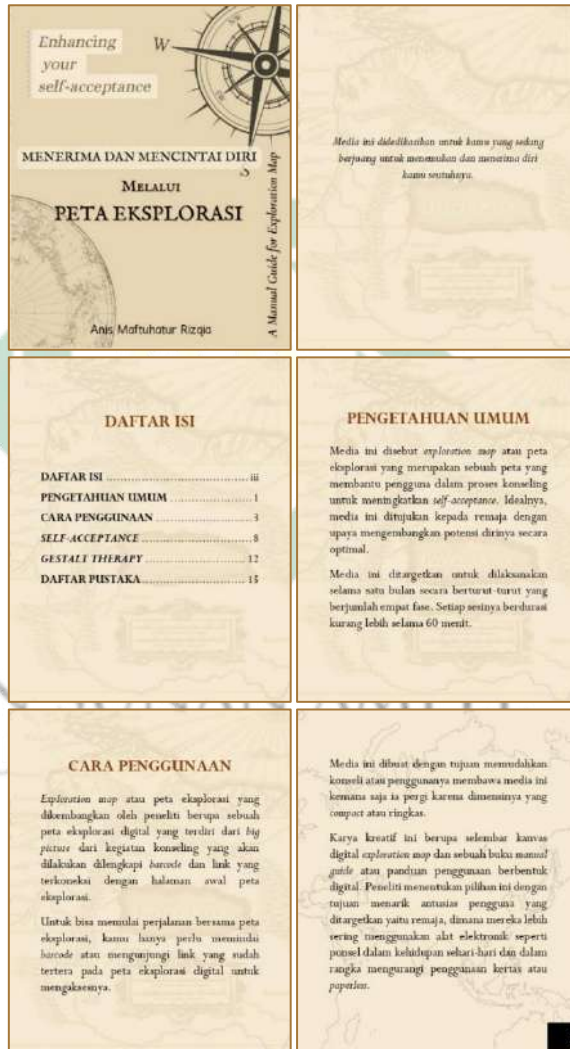 Enhancing
your
self-acceptance
W
MENERIMA DAN MENCINTAI DIRI
S
MELALUI
PETA EKSPLORASI
A Manual Guide for Exploration Map
Anis Maftuhatur Rizqia
Media ini didedikasikan untuk kamu yang sedang
berjuang untuk menemukan dan menerima diri
kamu seutuhnya.
DAFTAR ISI
DAFTAR ISI ........................................ iii
PENGETAHUAN UMUM ........................ 1
CARA PENGGUNAAN ........................... 3
SELF-ACCEPTANCE ............................... 8
GESTALT THERAPY .............................. 12
DAFTAR PUSTAKA .............................. 15
PENGETAHUAN UMUM
Media ini disebut exploration map atau peta
eksplorasi yang merupakan sebuah peta yang
membantu pengguna dalam proses konseling
untuk meningkatkan self-acceptance. Idealnya,
media ini ditujukan kepada remaja dengan
upaya mengembangkan potensi dirinya secara
optimal.
Media ini ditargetkan untuk dilaksanakan
selama satu bulan secara berturut-turut yang
berjumlah empat fase. Setiap sesinya berdurasi
kurang lebih selama 60 menit.
CARA PENGGUNAAN
Exploration map atau peta eksplorasi yang
dikembangkan oleh peneliti berupa sebuah
peta eksplorasi digital yang terdiri dari big
picture dari kegiatan konseling yang akan
dilakukan dilengkapi barcode dan link yang
terkoneksi dengan halaman awal peta
eksplorasi.
Untuk bisa memulai perjalanan bersama peta
eksplorasi, kamu hanya perlu memindai
barcode atau mengunjungi link yang sudah
tertera pada peta eksplorasi digital untuk
mengaksesnya.
Media ini dibuat dengan tujuan memudahkan
konseli atau penggunanya membawa media ini
kemana saja ia pergi karena dimensinya yang
compact atau ringkas.
Karya kreatif ini berupa selembar kanvas
digital exploration map dan sebuah buku manual
guide atau panduan penggunaan berbentuk
digital. Peneliti menentukan pilihan ini dengan
tujuan menarik antusias pengguna yang
ditargetkan yaitu remaja, dimana mereka lebih
sering menggunakan alat elektronik seperti
ponsel dalam kehidupan sehari-hari dan dalam
rangka mengurangi penggunaan kertas atau
paperless.